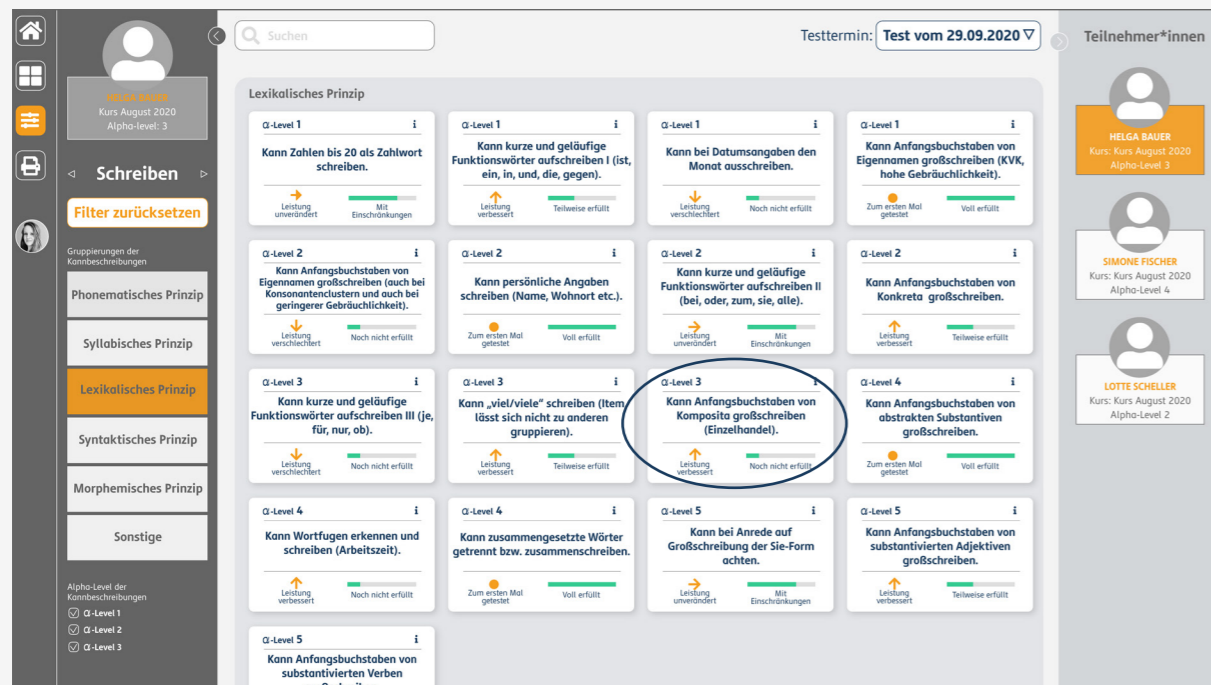 Suchen
Testtermin: Test vom 29.09.2020
Teilnehmer*innen
HELGA BAUER
Kurs August 2020
Alpha-level: 3
Schreiben
Filter zurücksetzen
Gruppierungen der
Kannbeschreibungen
Phonematisches Prinzip
Syllabisches Prinzip
Lexikalisches Prinzip
Syntaktisches Prinzip
Morphemisches Prinzip
Sonstige
Alpha-Level der
Kannbeschreibungen
α-Level 1
α-Level 2
α-Level 3
Lexikalisches Prinzip
α-Level 1 i
Kann Zahlen bis 20 als Zahlwort
schreiben.
Leistung
unverändert
Mit
Einschränkungen
α-Level 1 i
Kann kurze und geläufige
Funktionswörter aufschreiben I (ist,
ein, in, und, die, gegen).
Leistung
verbessert
Teilweise erfüllt
α-Level 1 i
Kann bei Datumsangaben den
Monat ausschreiben.
Leistung
verschlechtert
Noch nicht erfüllt
α-Level 1 i
Kann Anfangsbuchstaben von
Eigennamen großschreiben (KVK,
hohe Gebräuchlichkeit).
Zum ersten Mal
getestet
Voll erfüllt
α-Level 2 i
Kann Anfangsbuchstaben von
Eigennamen großschreiben (auch bei
Konsonantenclustern und auch bei
geringerer Gebräuchlichkeit).
Leistung
verschlechtert
Noch nicht erfüllt
α-Level 2 i
Kann persönliche Angaben
schreiben (Name, Wohnort etc.).
Zum ersten Mal
getestet
Voll erfüllt
α-Level 2 i
Kann kurze und geläufige
Funktionswörter aufschreiben II
(bei, oder, zum, sie, alle).
Leistung
unverändert
Mit
Einschränkungen
α-Level 2 i
Kann Anfangsbuchstaben von
Konkreta großschreiben.
Leistung
verbessert
Teilweise erfüllt
α-Level 3 i
Kann kurze und geläufige
Funktionswörter aufschreiben III (je,
für, nur, ob).
Leistung
verschlechtert
Noch nicht erfüllt
α-Level 3 i
Kann „viel/viele“ schreiben (Item
lässt sich nicht zu anderen
gruppieren).
Leistung
verbessert
Teilweise erfüllt
α-Level 3 i
Kann Anfangsbuchstaben von
Komposita großschreiben
(Einzelhandel).
Leistung
verbessert
Noch nicht erfüllt
α-Level 4 i
Kann Anfangsbuchstaben von
abstrakten Substantiven
großschreiben.
Zum ersten Mal
getestet
Voll erfüllt
α-Level 4 i
Kann Wortfugen erkennen und
schreiben (Arbeitszeit).
Leistung
verbessert
Noch nicht erfüllt
α-Level 4 i
Kann zusammengesetzte Wörter
getrennt bzw. zusammenschreiben.
Zum ersten Mal
getestet
Voll erfüllt
α-Level 5 i
Kann bei Anrede auf
Großschreibung der Sie-Form
achten.
Leistung
unverändert
Mit
Einschränkungen
α-Level 5 i
Kann Anfangsbuchstaben von
substantivierten Adjektiven
großschreiben.
Leistung
verbessert
Teilweise erfüllt
α-Level 5 i
Kann Anfangsbuchstaben von
substantivierten Verben
HELGA BAUER
Kurs: Kurs August 2020
Alpha-Level 3
SIMONE FISCHER
Kurs: Kurs August 2020
Alpha-Level 4
LOTTE SCHELLER
Kurs: Kurs August 2020
Alpha-Level 2